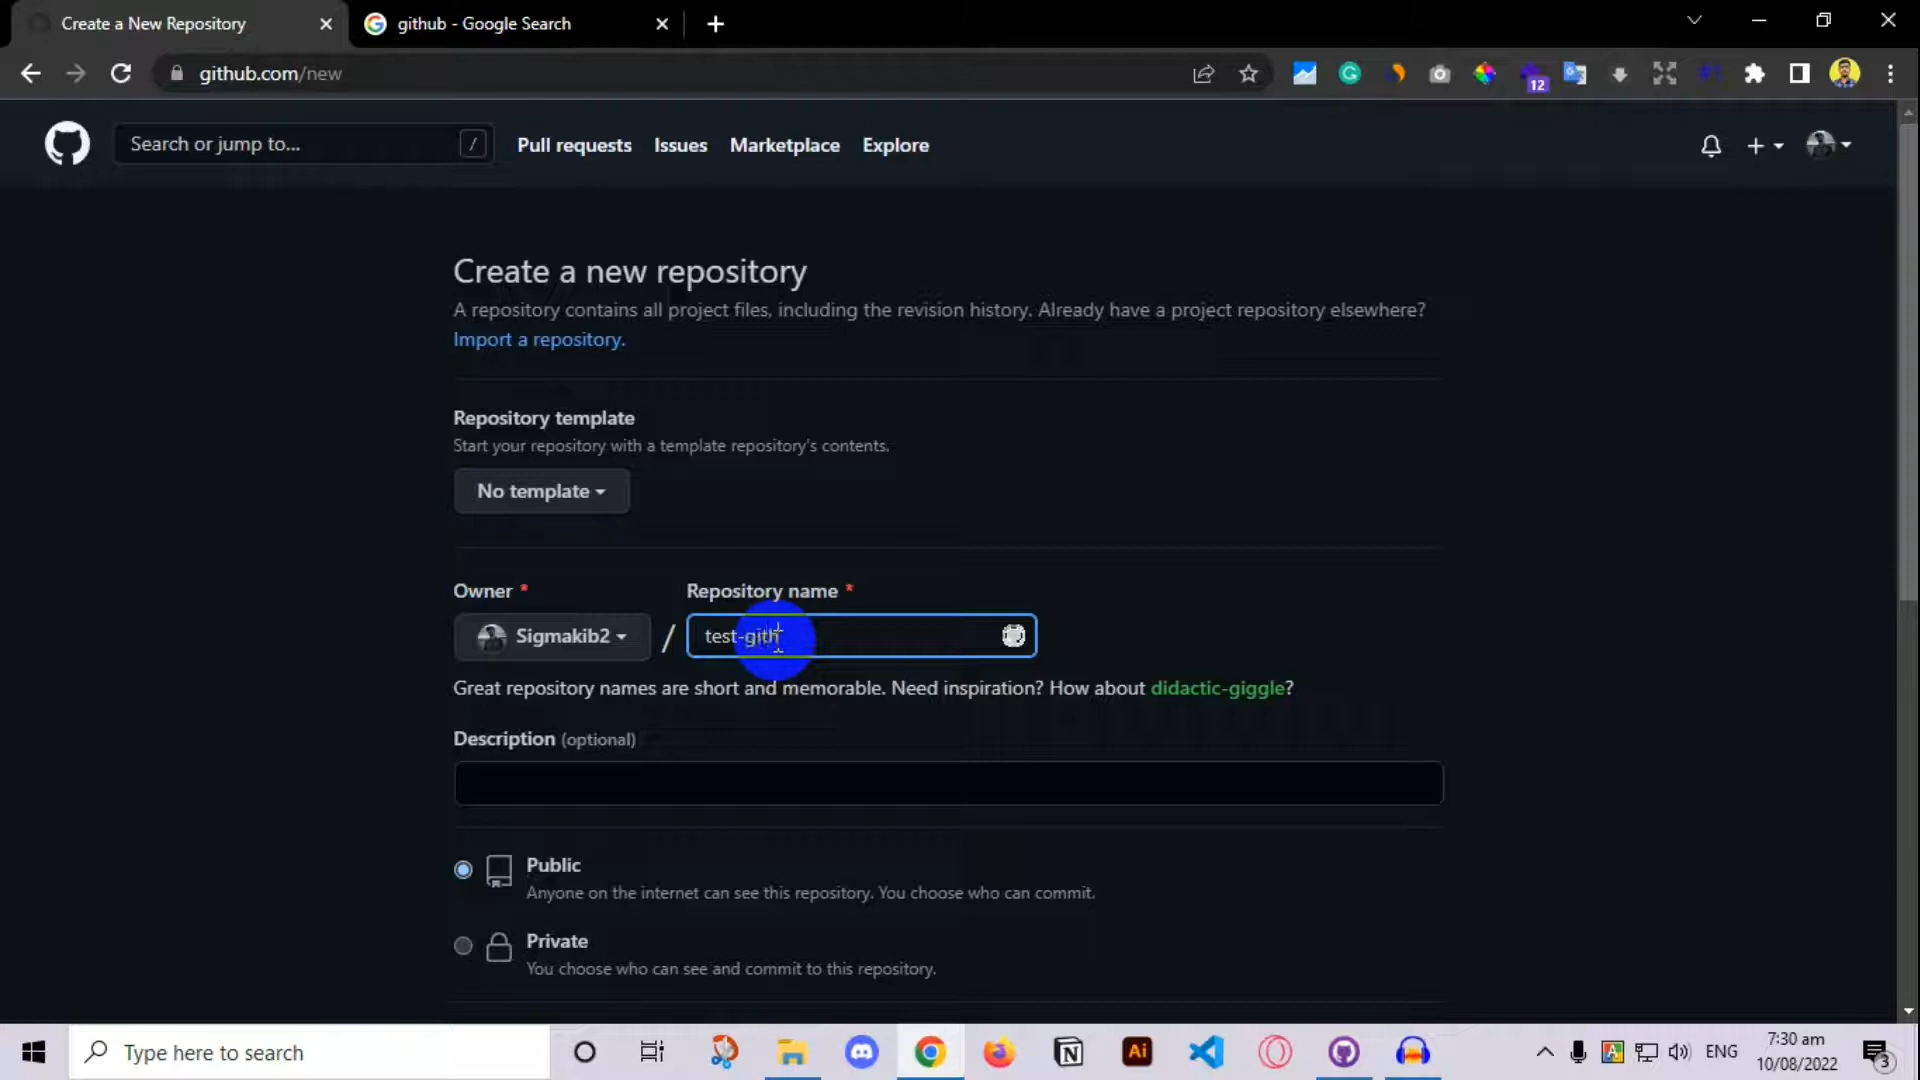 Create a New Repository
github - Google Search
github.com/new
12
Search or jump to...
/
Pull requests
Issues
Marketplace
Explore
Create a new repository
A repository contains all project files, including the revision history. Already have a project repository elsewhere?
Import a repository.
Repository template
Start your repository with a template repository's contents.
No template
Owner *
Repository name *
Sigmakib2
/
test-gith
Great repository names are short and memorable. Need inspiration? How about didactic-giggle?
Description (optional)
Public
Anyone on the internet can see this repository. You choose who can commit.
Private
You choose who can see and commit to this repository.
Type here to search
Ai
ENG
7:30 am
10/08/2022
3